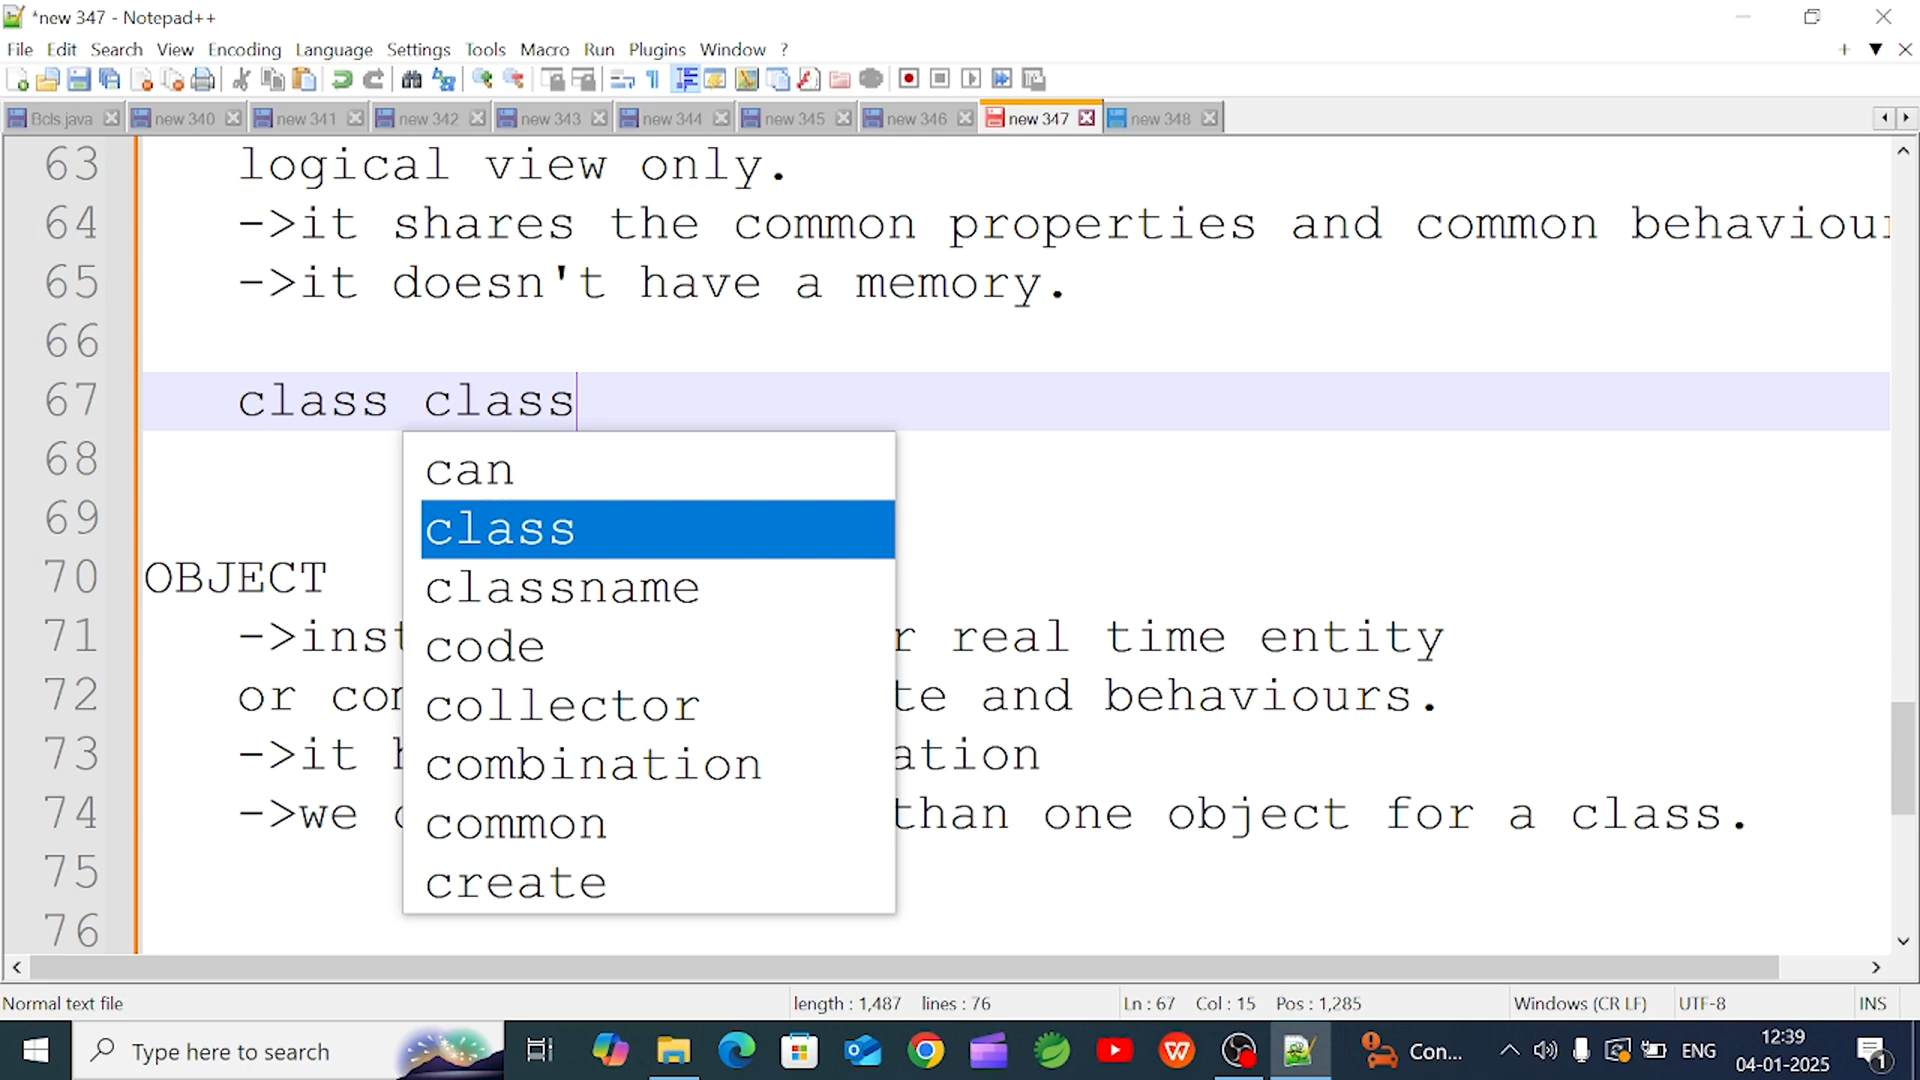 *new 347 - Notepad++
File Edit Search View Encoding Language Settings Tools Macro Run Plugins Window ?
Bcls java new 340 new 341 new 342 new 343 new 344 new 345 new 346 new 347 new 348
63 logical view only.
64 ->it shares the common properties and common behaviour
65 ->it doesn't have a memory.
66
67 class class
68
69
70 OBJECT
71 ->inst r real time entity
72 or con te and behaviours.
73 ->it h ation
74 ->we c than one object for a class.
75
76
can
class
classname
code
collector
combination
common
create
Normal text file length : 1,487 lines : 76 Ln : 67 Col : 15 Pos : 1,285 Windows (CR LF) UTF-8 INS
Type here to search Con... ENG 12:39
04-01-2025 1